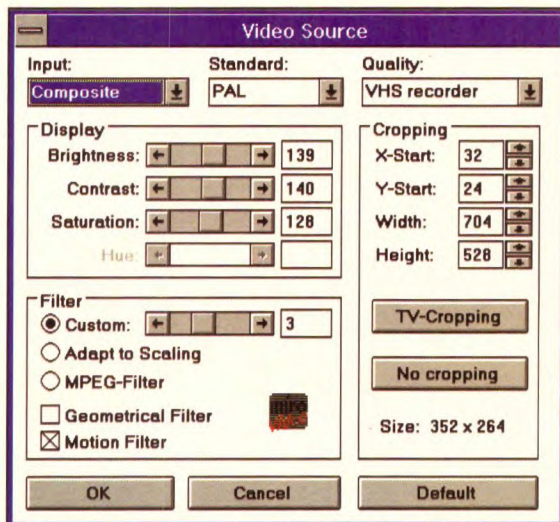 Video Source
Input: Standard: Quality:
Composite PAL VHS recorder
Display
Brightness: 139
Contrast: 140
Saturation: 128
Hue:
Cropping
X-Start: 32
Y-Start: 24
Width: 704
Height: 528
TV-Cropping
No cropping
Size: 352 x 264
Filter
Custom: 3
Adapt to Scaling
MPEG-Filter
Geometrical Filter
Motion Filter
miro
OK Cancel Default